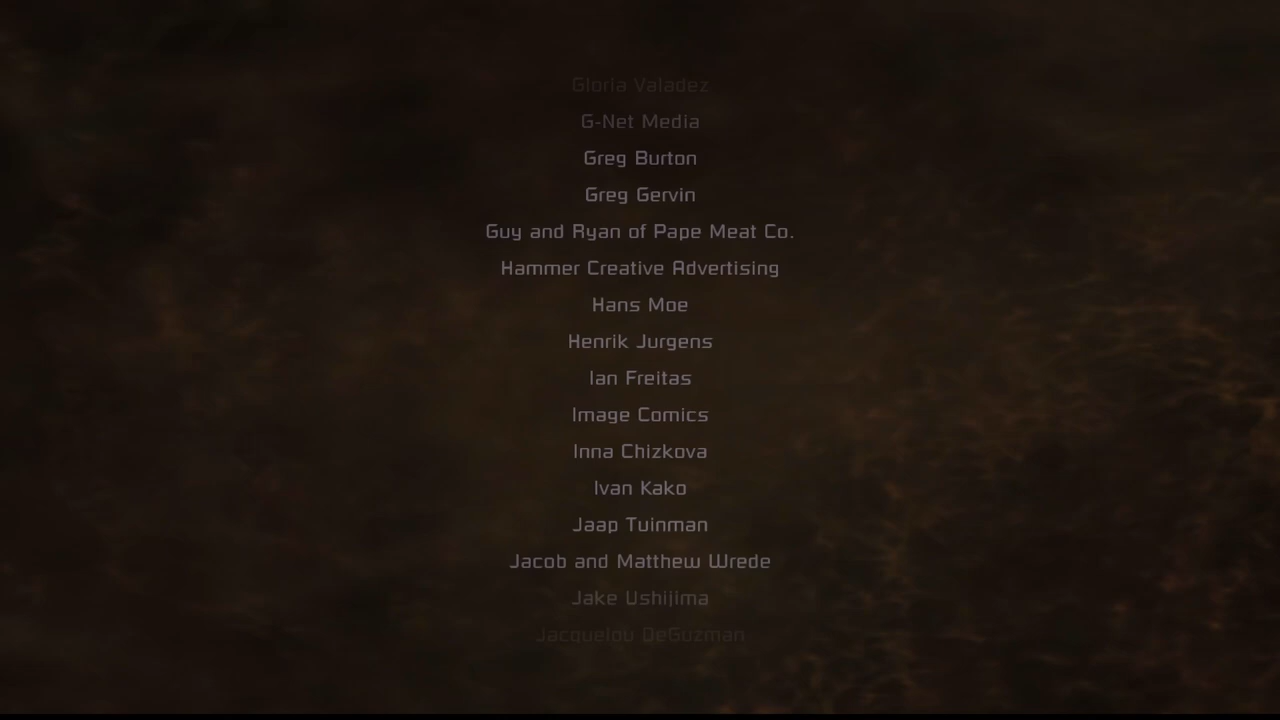 Gloria Valadez
G-Net Media
Greg Burton
Greg Gervin
Guy and Ryan of Pape Meat Co.
Hammer Creative Advertising
Hans Moe
Henrik Jurgens
Ian Freitas
Image Comics
Inna Chizkova
Ivan Kako
Jaap Tuinman
Jacob and Matthew Wrede
Jake Ushijima
Jacquelou DeGuzman